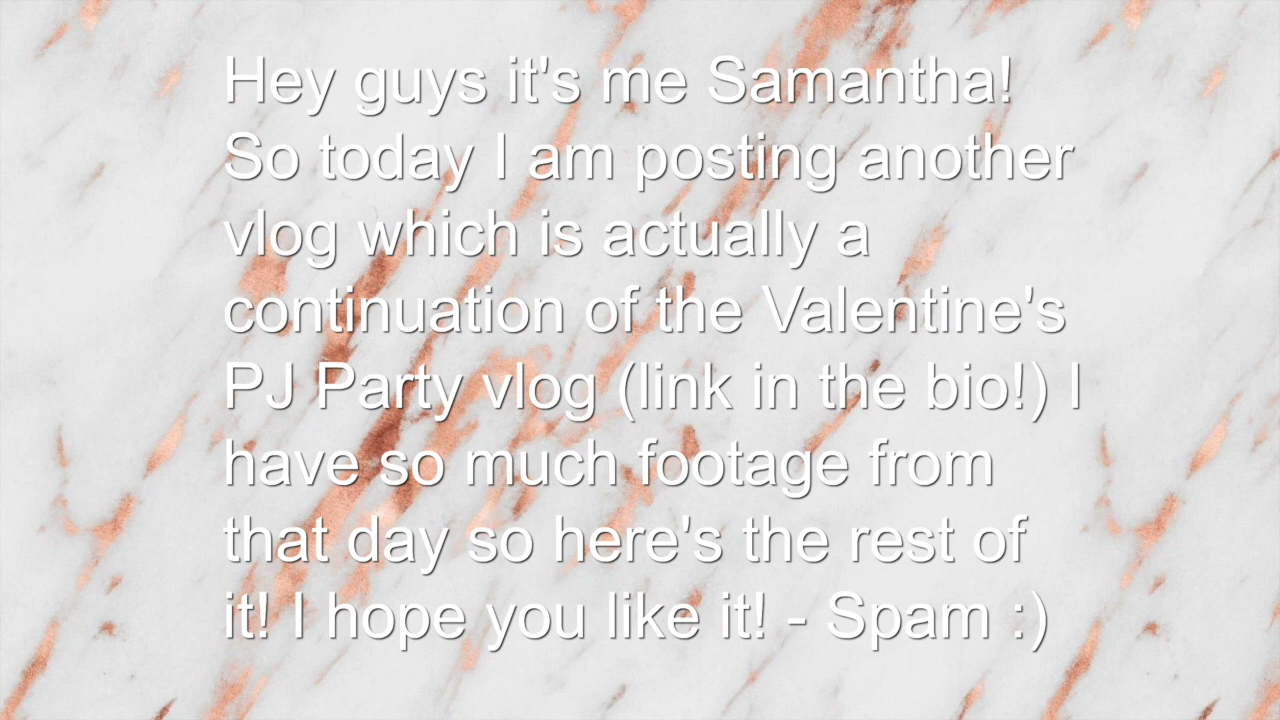 Hey guys it's me Samantha!
So today I am posting another
vlog which is actually a
continuation of the Valentine's
PJ Party vlog (link in the bio!) I
have so much footage from
that day so here's the rest of
it! I hope you like it! - Spam :)